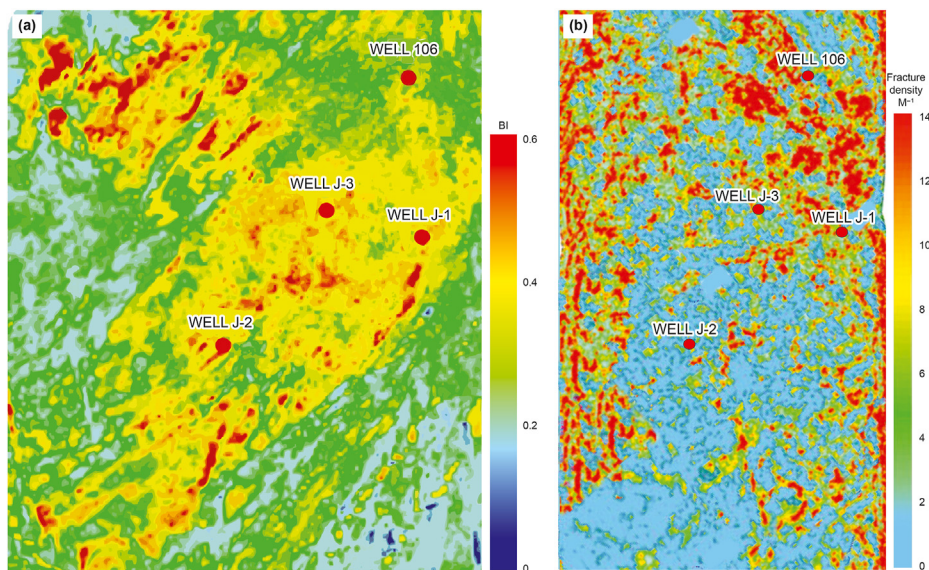 (a)
WELL 106
WELL J-3
WELL J-1
WELL J-2
BI
0.6
0.4
0.2
0
(b)
WELL 106
WELL J-3
WELL J-1
WELL J-2
Fracture
density
M⁻¹
14
12
10
8
6
4
2
0